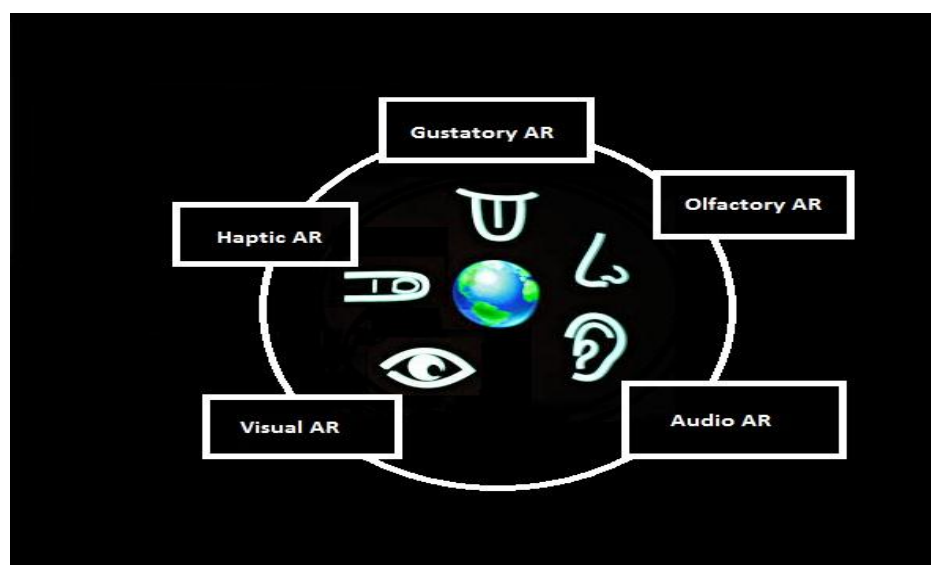 Gustatory AR
Olfactory AR
Haptic AR
Visual AR
Audio AR